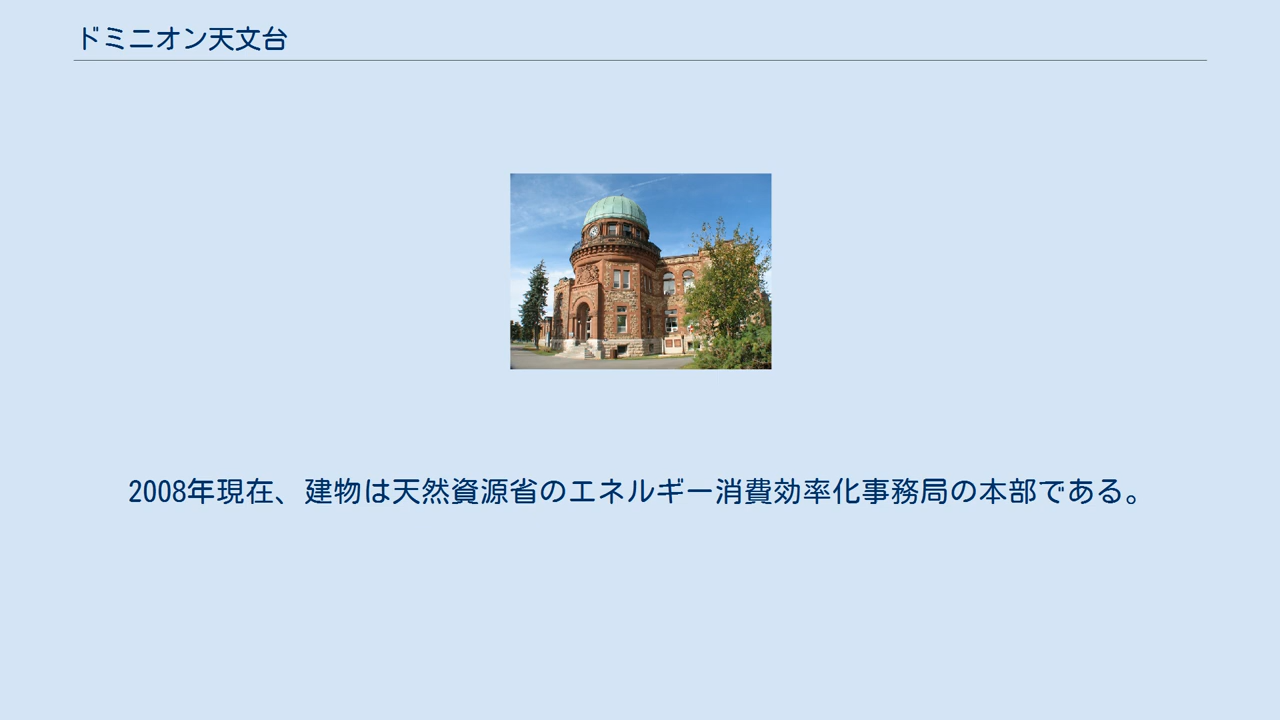 ドミニオン天文台
2008年現在、建物は天然資源省のエネルギー消費効率化事務局の本部である。